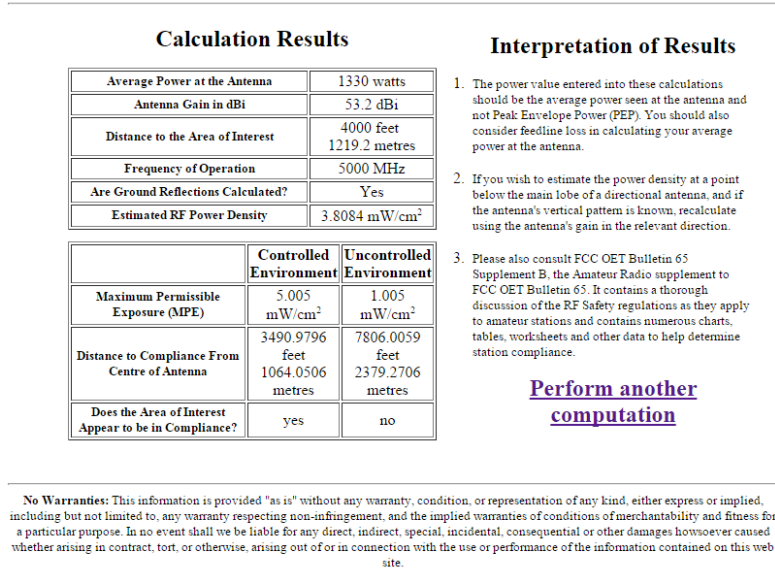 Calculation Results
Average Power at the Antenna 1330 watts
Antenna Gain in dBi 53.2 dBi
Distance to the Area of Interest 4000 feet
1219.2 metres
Frequency of Operation 5000 MHz
Are Ground Reflections Calculated? Yes
Estimated RF Power Density 3.8084 mW/cm²
Controlled Uncontrolled
Environment Environment
Maximum Permissible
Exposure (MPE)
5.005
mW/cm²
1.005
mW/cm²
Distance to Compliance From
Centre of Antenna
3490.9796
feet
1064.0506
metres
7806.0059
feet
2379.2706
metres
Does the Area of Interest
Appear to be in Compliance?
yes
no
Interpretation of Results
1. The power value entered into these calculations
should be the average power seen at the antenna and
not Peak Envelope Power (PEP). You should also
consider feedline loss in calculating your average
power at the antenna.
2. If you wish to estimate the power density at a point
below the main lobe of a directional antenna, and if
the antenna's vertical pattern is known, recalculate
using the antenna's gain in the relevant direction.
3. Please also consult FCC OET Bulletin 65
Supplement B, the Amateur Radio supplement to
FCC OET Bulletin 65. It contains a thorough
discussion of the RF Safety regulations as they apply
to amateur stations and contains numerous charts,
tables, worksheets and other data to help determine
station compliance.
Perform another
computation
No Warranties: This information is provided "as is" without any warranty, condition, or representation of any kind, either express or implied,
including but not limited to, any warranty respecting non-infringement, and the implied warranties of conditions of merchantability and fitness for
a particular purpose. In no event shall we be liable for any direct, indirect, special, incidental, consequential or other damages howsoever caused
whether arising in contract, tort, or otherwise, arising out of or in connection with the use or performance of the information contained on this web
site.